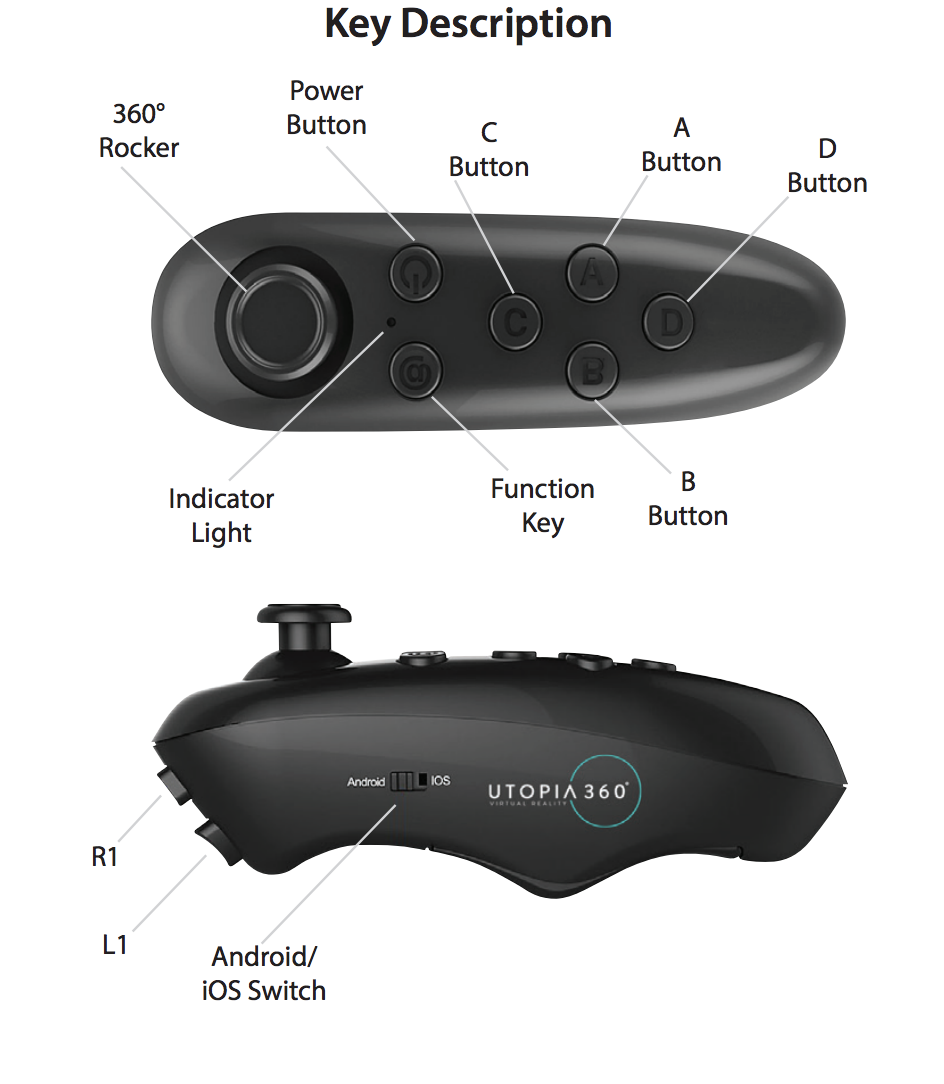 Key Description
360°
Rocker
Power
Button
C
Button
A
Button
D
Button
A
C
D
@
B
Indicator
Light
Function
Key
B
Button
Android
IOS
UTOPIA 360°
VIRTUAL REALITY
R1
L1
Android/
iOS Switch